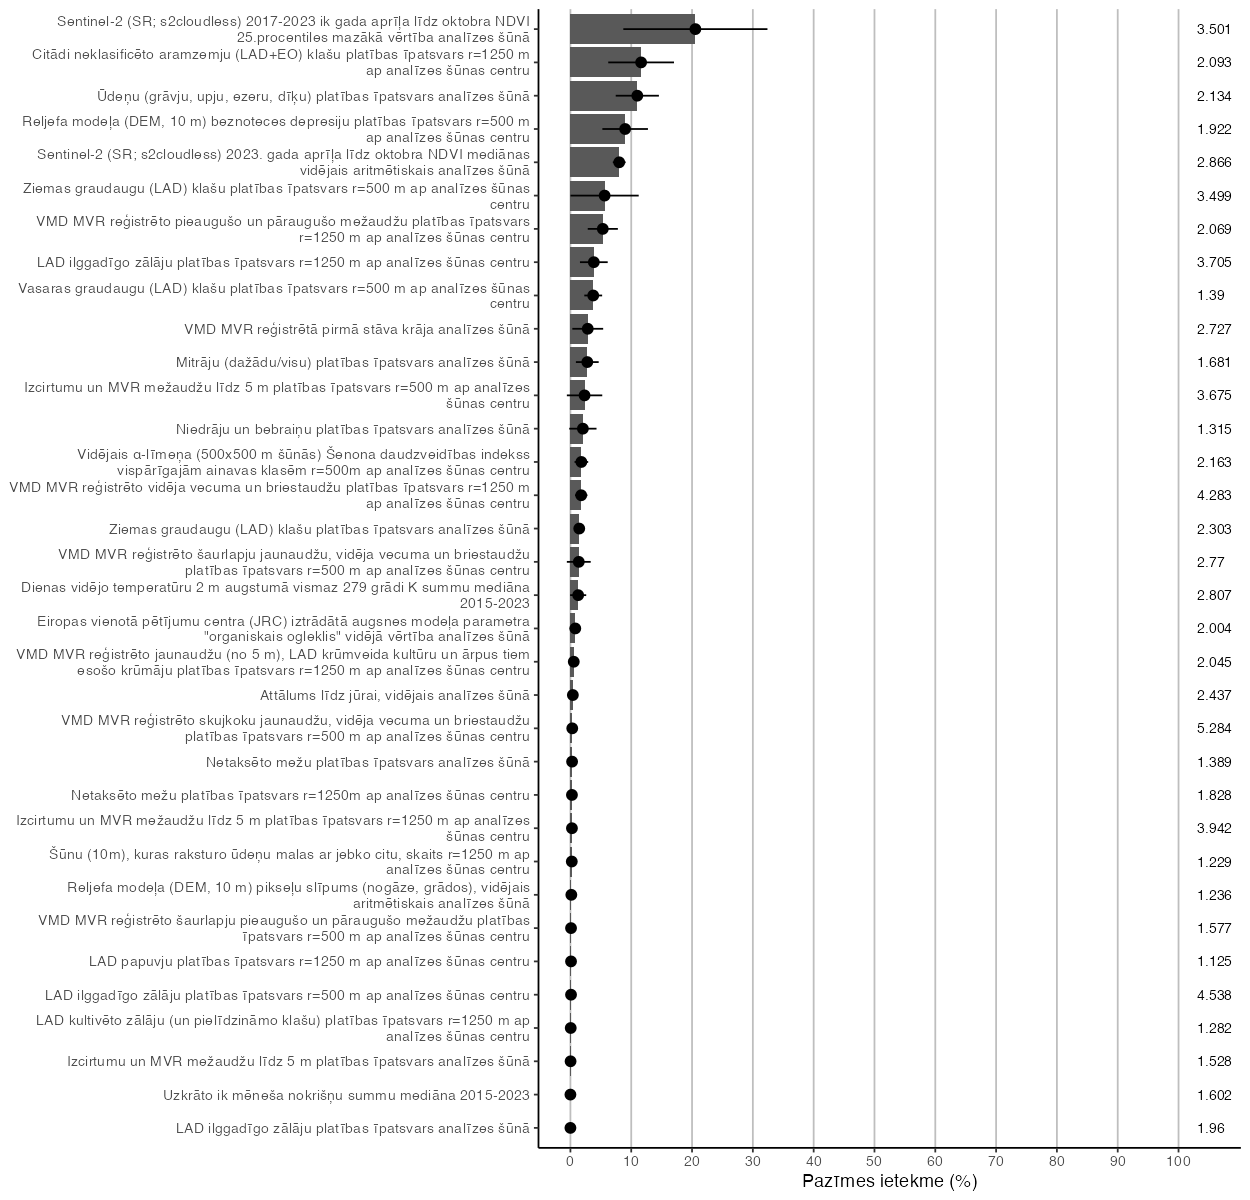 Sentinel-2 (SR; s2cloudless) 2017-2023 ik gada aprīļa līdz oktobra NDVI
25.procentiles mazākā vērtība analīzes šūnā
3.501
Citādi neklasificēto aramzemju (LAD+EO) klašu platības īpatsvars r=1250 m
ap analīzes šūnas centru
2.093
Ūdeņu (grāvju, upju, ezeru, dīķu) platības īpatsvars analīzes šūnā
2.134
Reljefa modeļa (DEM, 10 m) beznoteces depresiju platības īpatsvars r=500 m
ap analīzes šūnas centru
1.922
Sentinel-2 (SR; s2cloudless) 2023. gada aprīļa līdz oktobra NDVI mediānas
vidējais aritmētiskais analīzes šūnā
2.866
Ziemas graudaugu (LAD) klašu platības īpatsvars r=500 m ap analīzes šūnas
centru
3.499
VMD MVR reģistrēto pieaugušo un pāraugušo mežaudžu platības īpatsvars
r=1250 m ap analīzes šūnas centru
2.069
LAD ilggadīgo zālāju platības īpatsvars r=1250 m ap analīzes šūnas centru
3.705
Vasaras graudaugu (LAD) klašu platības īpatsvars r=500 m ap analīzes šūnas
centru
1.39
VMD MVR reģistrētā pirmā stāva krāja analīzes šūnā
2.727
Mitrāju (dažādu/visu) platības īpatsvars analīzes šūnā
1.681
Izcirtumu un MVR mežaudžu līdz 5 m platības īpatsvars r=500 m ap analīzes
šūnas centru
3.675
Niedrāju un bebraiņu platības īpatsvars analīzes šūnā
1.315
Vidējais α-līmeņa (500x500 m šūnās) Šenona daudzveidības indekss
vispārīgajām ainavas klasēm r=500m ap analīzes šūnas centru
2.163
VMD MVR reģistrēto vidēja vecuma un briestaudžu platības īpatsvars r=1250 m
ap analīzes šūnas centru
4.283
Ziemas graudaugu (LAD) klašu platības īpatsvars analīzes šūnā
2.303
VMD MVR reģistrēto šaurlapju jaunaudžu, vidēja vecuma un briestaudžu
platības īpatsvars r=500 m ap analīzes šūnas centru
2.77
Dienas vidējo temperatūru 2 m augstumā vismaz 279 grādi K summu mediāna
2015-2023
2.807
Eiropas vienotā pētījumu centra (JRC) iztrādātā augsnes modeļa parametra
"organiskais ogleklis" vidējā vērtība analīzes šūnā
2.004
VMD MVR reģistrēto jaunaudžu (no 5 m), LAD krūmveida kultūru un ārpus tiem
esošo krūmāju platības īpatsvars r=1250 m ap analīzes šūnas centru
2.045
Attālums līdz jūrai, vidējais analīzes šūnā
2.437
VMD MVR reģistrēto skujkoku jaunaudžu, vidēja vecuma un briestaudžu
platības īpatsvars r=500 m ap analīzes šūnas centru
5.284
Netaksēto mežu platības īpatsvars analīzes šūnā
1.389
Netaksēto mežu platības īpatsvars r=1250m ap analīzes šūnas centru
1.828
Izcirtumu un MVR mežaudžu līdz 5 m platības īpatsvars r=1250 m ap analīzes
šūnas centru
3.942
Šūnu (10m), kuras raksturo ūdeņu malas ar jebko citu, skaits r=1250 m ap
analīzes šūnas centru
1.229
Reljefa modeļa (DEM, 10 m) pikseļu slīpums (nogāze, grādos), vidējais
aritmētiskais analīzes šūnā
1.236
VMD MVR reģistrēto šaurlapju pieaugušo un pāraugušo mežaudžu platības
īpatsvars r=500 m ap analīzes šūnas centru
1.577
LAD papuvju platības īpatsvars r=1250 m ap analīzes šūnas centru
1.125
LAD ilggadīgo zālāju platības īpatsvars r=500 m ap analīzes šūnas centru
4.538
LAD kultivēto zālāju (un pielīdzināmo klašu) platības īpatsvars r=1250 m ap
analīzes šūnas centru
1.282
Izcirtumu un MVR mežaudžu līdz 5 m platības īpatsvars analīzes šūnā
1.528
Uzkrāto ik mēneša nokrišņu summu mediāna 2015-2023
1.602
LAD ilggadīgo zālāju platības īpatsvars analīzes šūnā
1.96
0 10 20 30 40 50 60 70 80 90 100
Pazīmes ietekme (%)